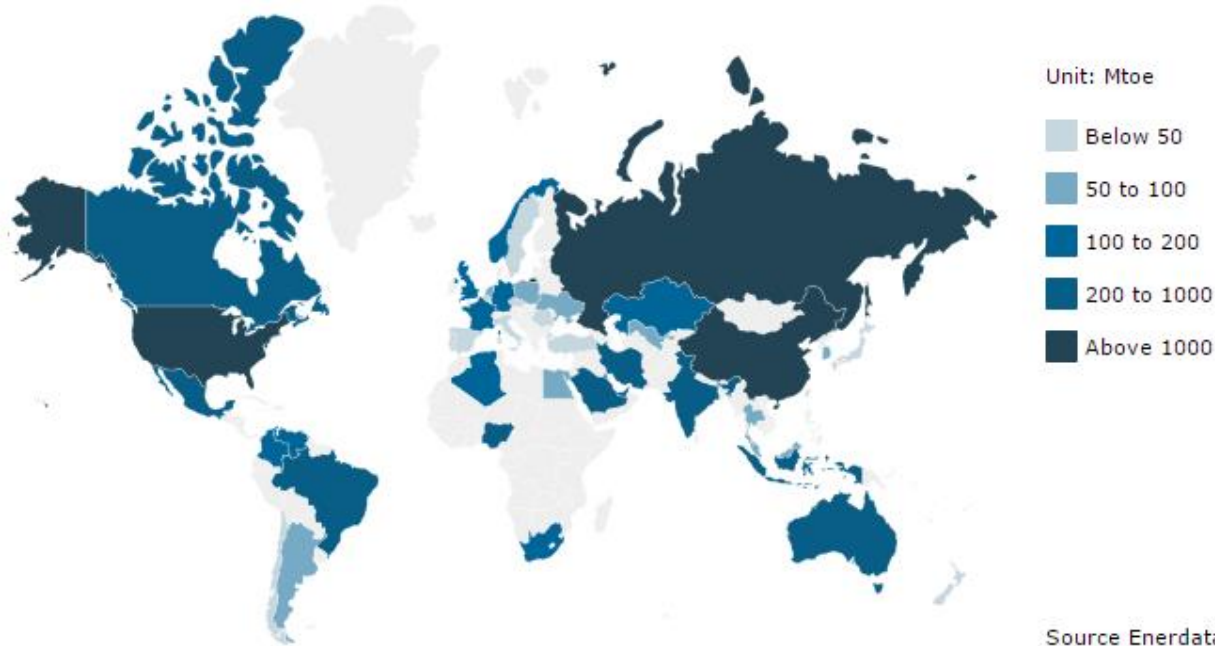 Unit: Mtoe
Below 50
50 to 100
100 to 200
200 to 1000
Above 1000
Source Enerdata